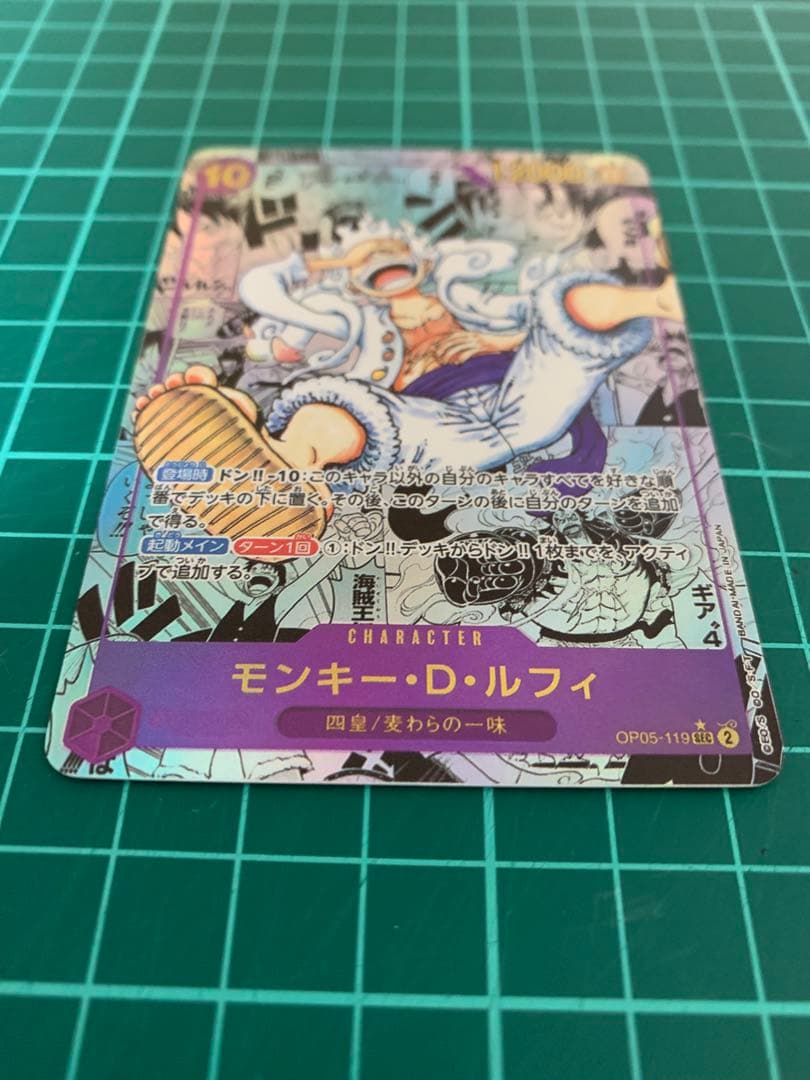 10
12000
登場時 ドン!!-10:このキャラ以外の自分のキャラすべてを好きな順
番でデッキの下に置く。その後、このターンの後に自分のターンを追加
で得る。
起動メイン ターン1回 ①:ドン!!デッキからドン!!1枚までを、アクティ
ブで追加する。
海賊王
ギア"4
CHARACTER
モンキー・D・ルフィ
四皇/麦わらの一味
OP05-119 SEC 2
BANDAI・MADE IN JAPAN